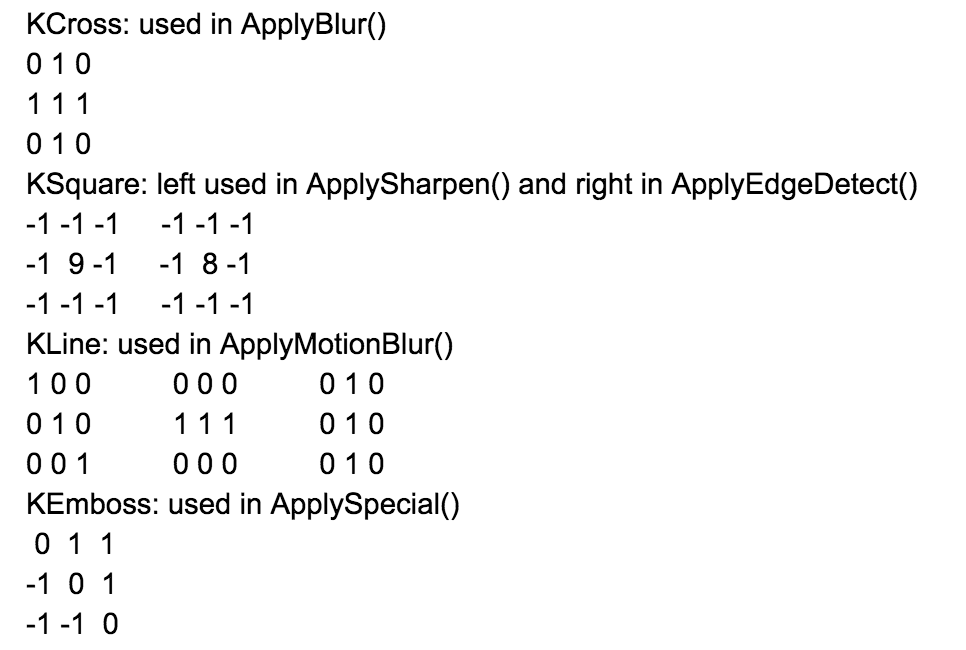 KCross: used in ApplyBlur()
0 1 0
1 1 1
0 1 0
KSquare: left used in ApplySharpen() and right in ApplyEdgeDetect()
-1 -1 -1 -1 -1 -1
-1 9 -1 -1 8 -1
-1 -1 -1 -1 -1 -1
KLine: used in ApplyMotionBlur()
1 0 0 0 0 0 0 1 0
0 1 0 1 1 1 0 1 0
0 0 1 0 0 0 0 1 0
KEmboss: used in ApplySpecial()
0 1 1
-1 0 1
-1 -1 0